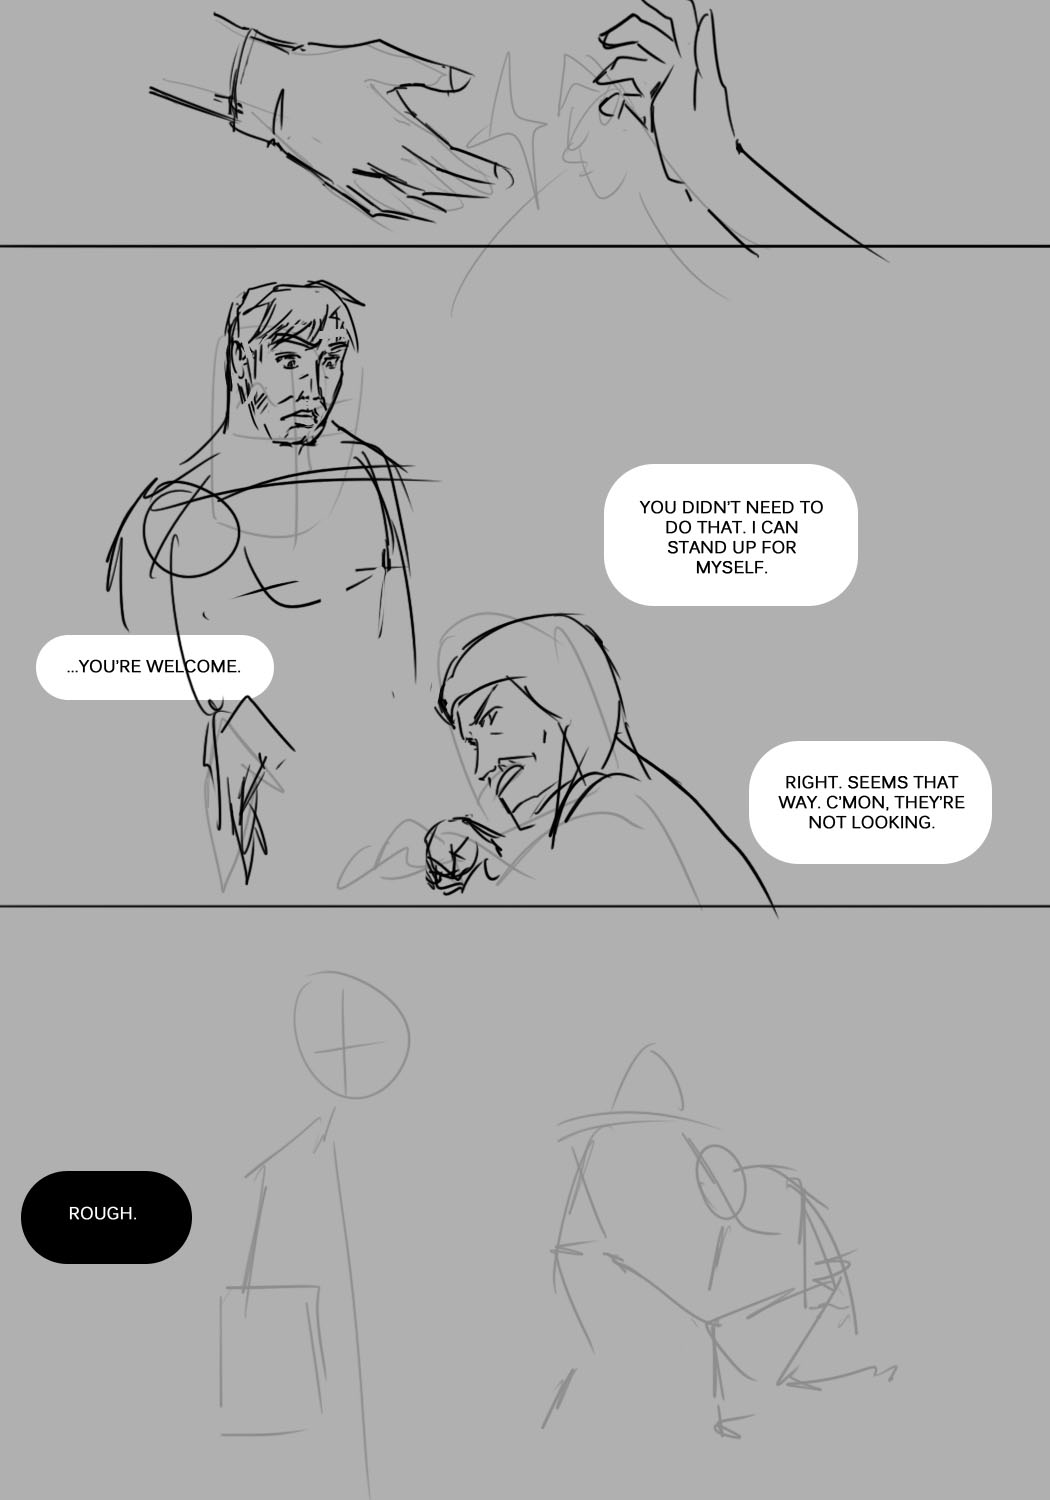 YOU DIDN'T NEED TO
DO THAT. I CAN
STAND UP FOR
MYSELF.
...YOU'RE WELCOME.
RIGHT. SEEMS THAT
WAY. C'MON, THEY'RE
NOT LOOKING.
ROUGH.